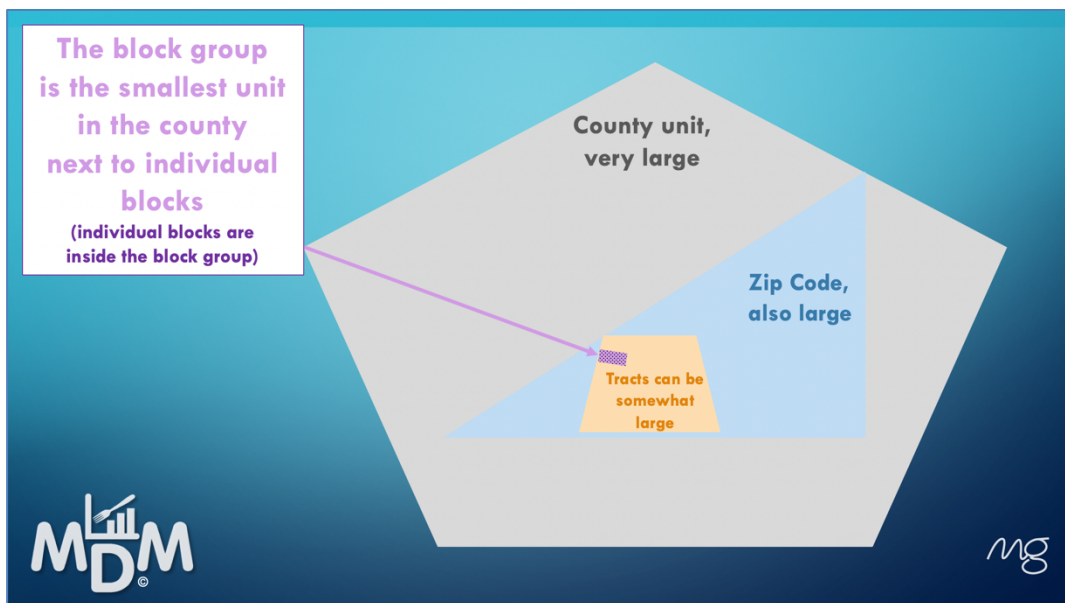 The block group
is the smallest unit
in the county
next to individual
blocks
(individual blocks are
inside the block group)
County unit,
very large
Zip Code,
also large
Tracts can be
somewhat
large
MDM
©
mg